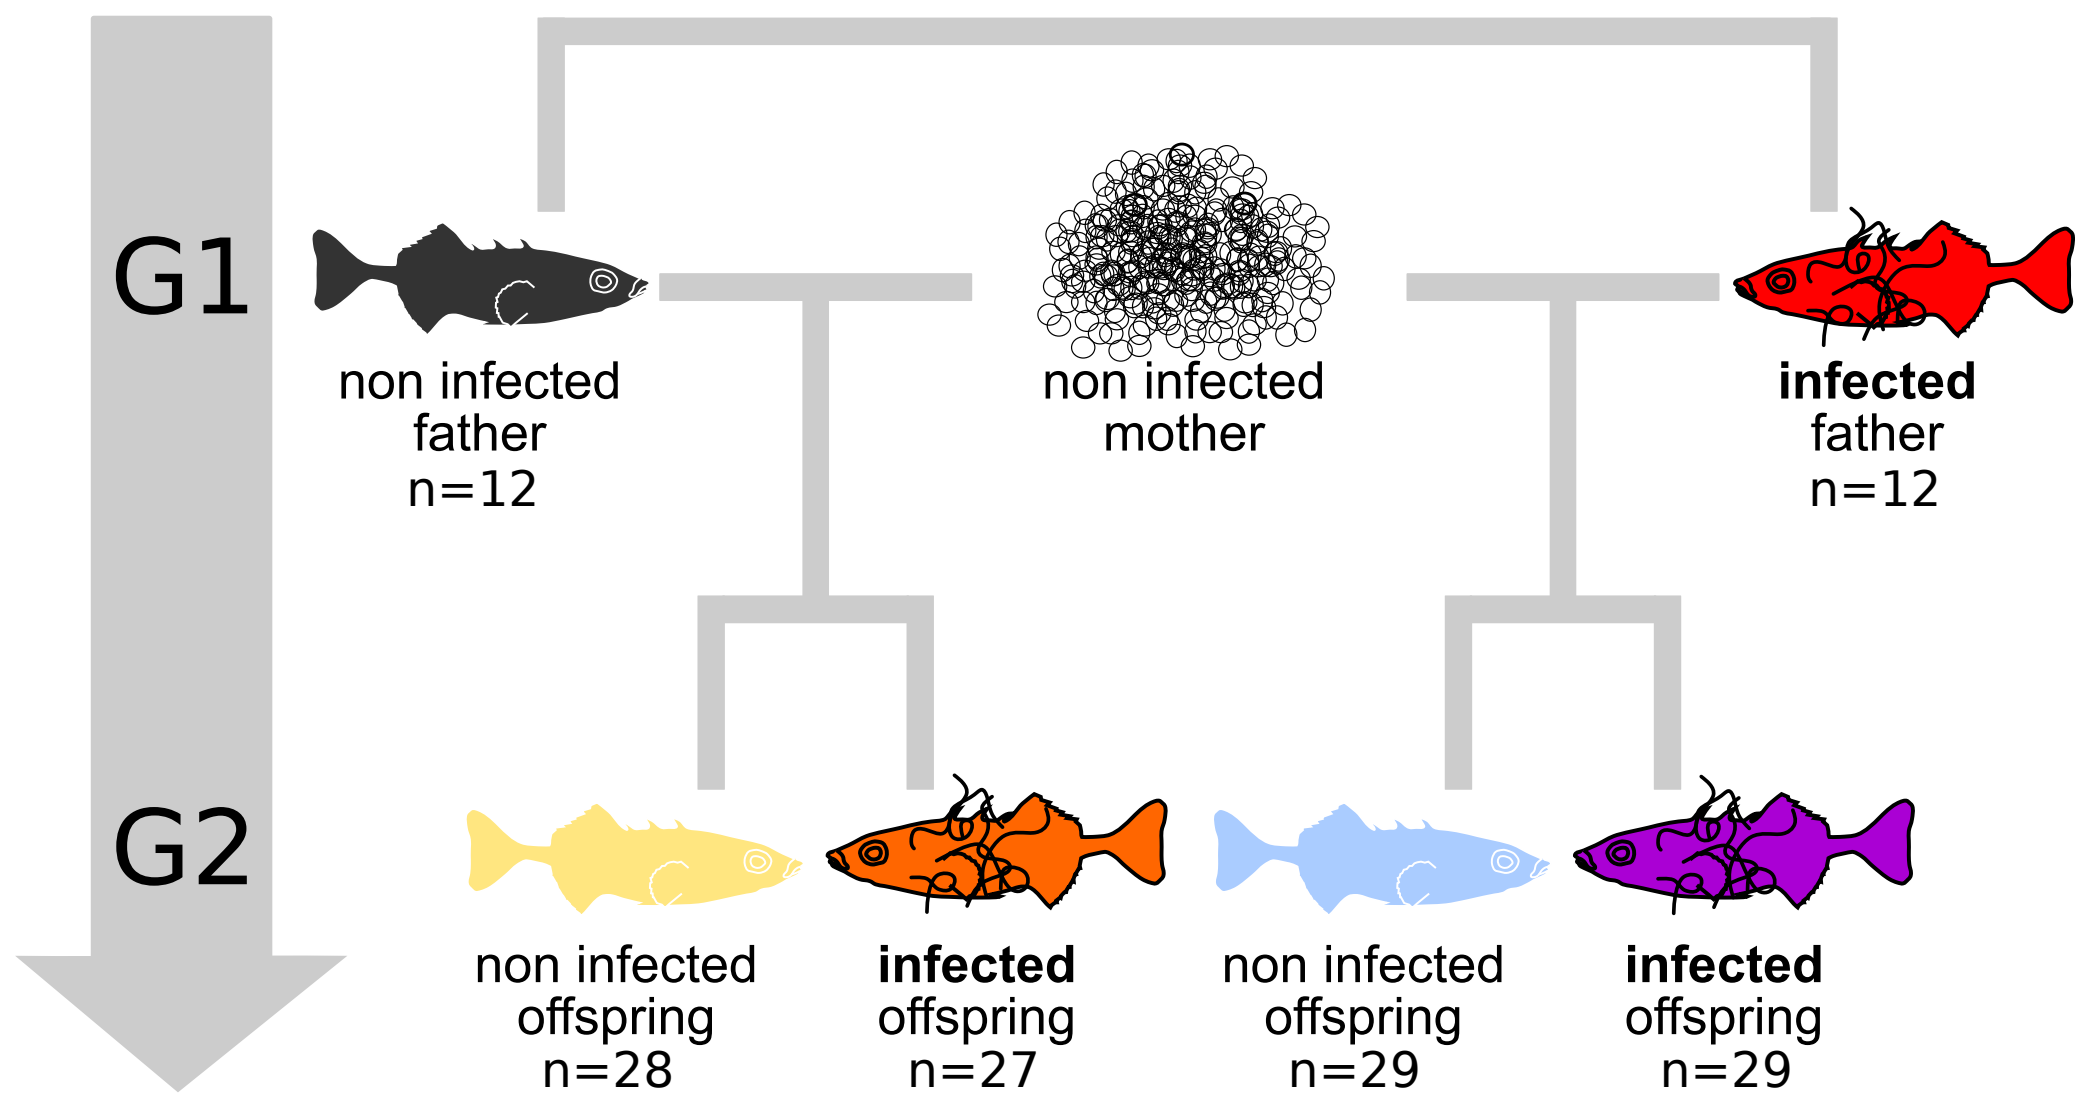 G1
non infected
father
n=12
non infected
mother
infected
father
n=12
G2
non infected
offspring
n=28
infected
offspring
n=27
non infected
offspring
n=29
infected
offspring
n=29